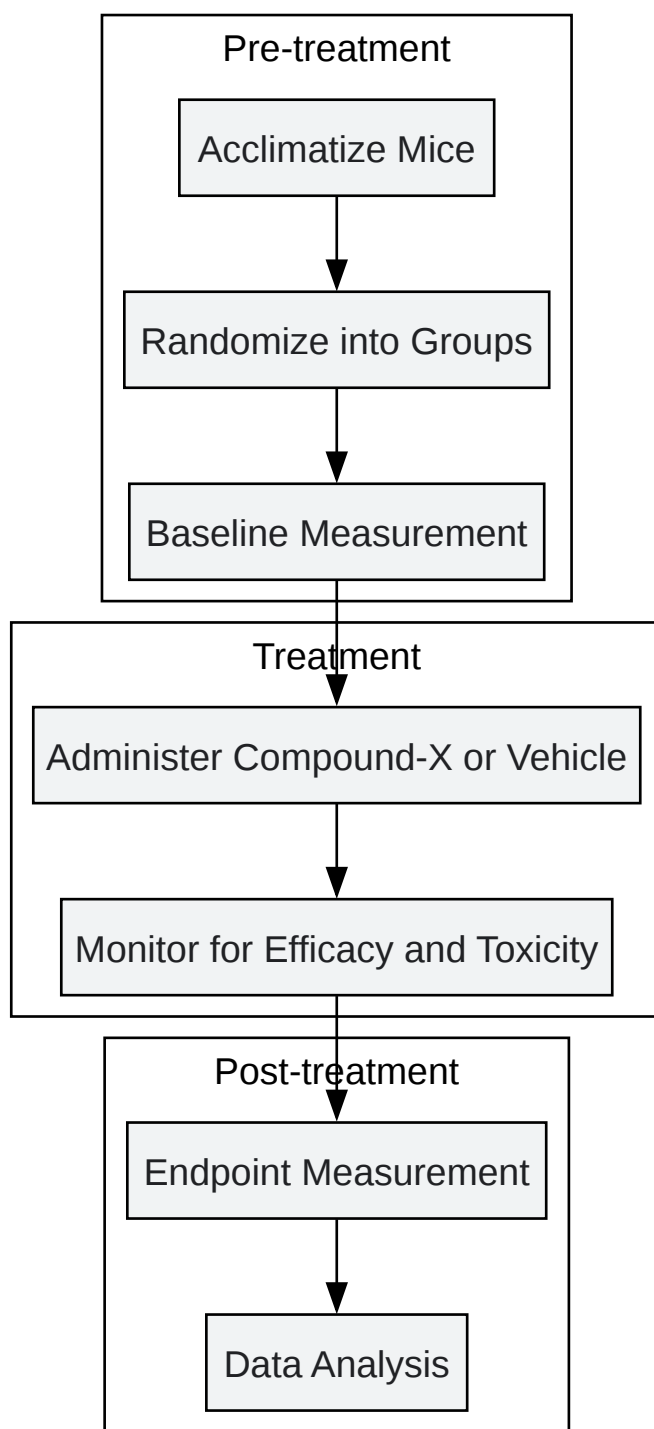 Pre-treatment
Acclimatize Mice
Randomize into Groups
Baseline Measurement
Treatment
Administer Compound-X or Vehicle
Monitor for Efficacy and Toxicity
Post-treatment
Endpoint Measurement
Data Analysis